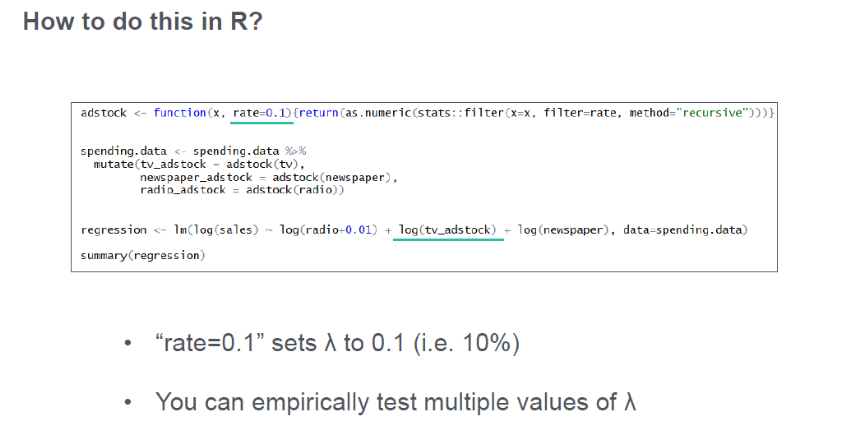 How to do this in R?
adstock <- function(x, rate=0.1){return(as.numeric(stats::filter(x=x, filter=rate, method="recursive")))}
spending.data <- spending.data %>%
mutate(tv_adstock = adstock(tv),
newspaper_adstock = adstock(newspaper),
radio_adstock = adstock(radio))
regression <- lm(log(sales) ~ log(radio+0.01) + log(tv_adstock) + log(newspaper), data=spending.data)
summary(regression)
• “rate=0.1” sets λ to 0.1 (i.e. 10%)
• You can empirically test multiple values of λ